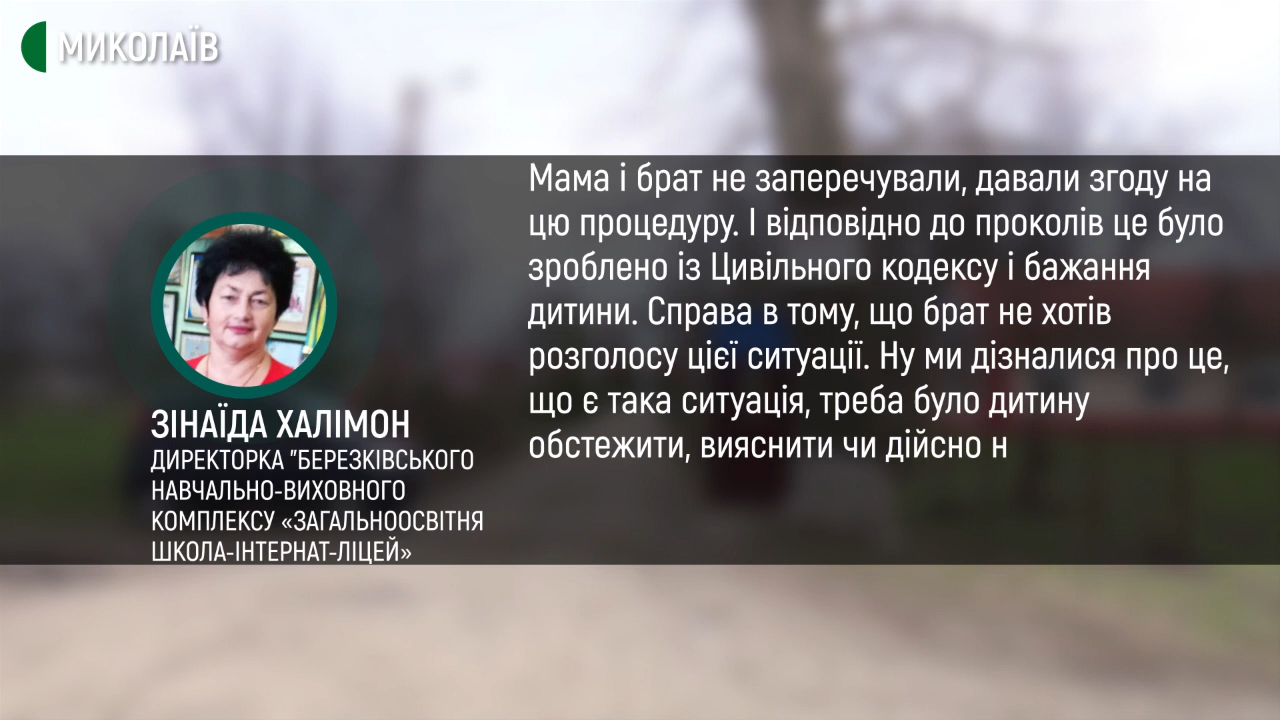 МИКОЛАЇВ
Мама і брат не заперечували, давали згоду на
цю процедуру. І відповідно до проколів це було
зроблено із Цивільного кодексу і бажання
дитини. Справа в тому, що брат не хотів
розголосу цієї ситуації. Ну ми дізналися про це,
що є така ситуація, треба було дитину
обстежити, вияснити чи дійсно н
ЗІНАЇДА ХАЛІМОН
ДИРЕКТОРКА "БЕРЕЗКІВСЬКОГО
НАВЧАЛЬНО-ВИХОВНОГО
КОМПЛЕКСУ «ЗАГАЛЬНООСВІТНЯ
ШКОЛА-ІНТЕРНАТ-ЛІЦЕЙ»